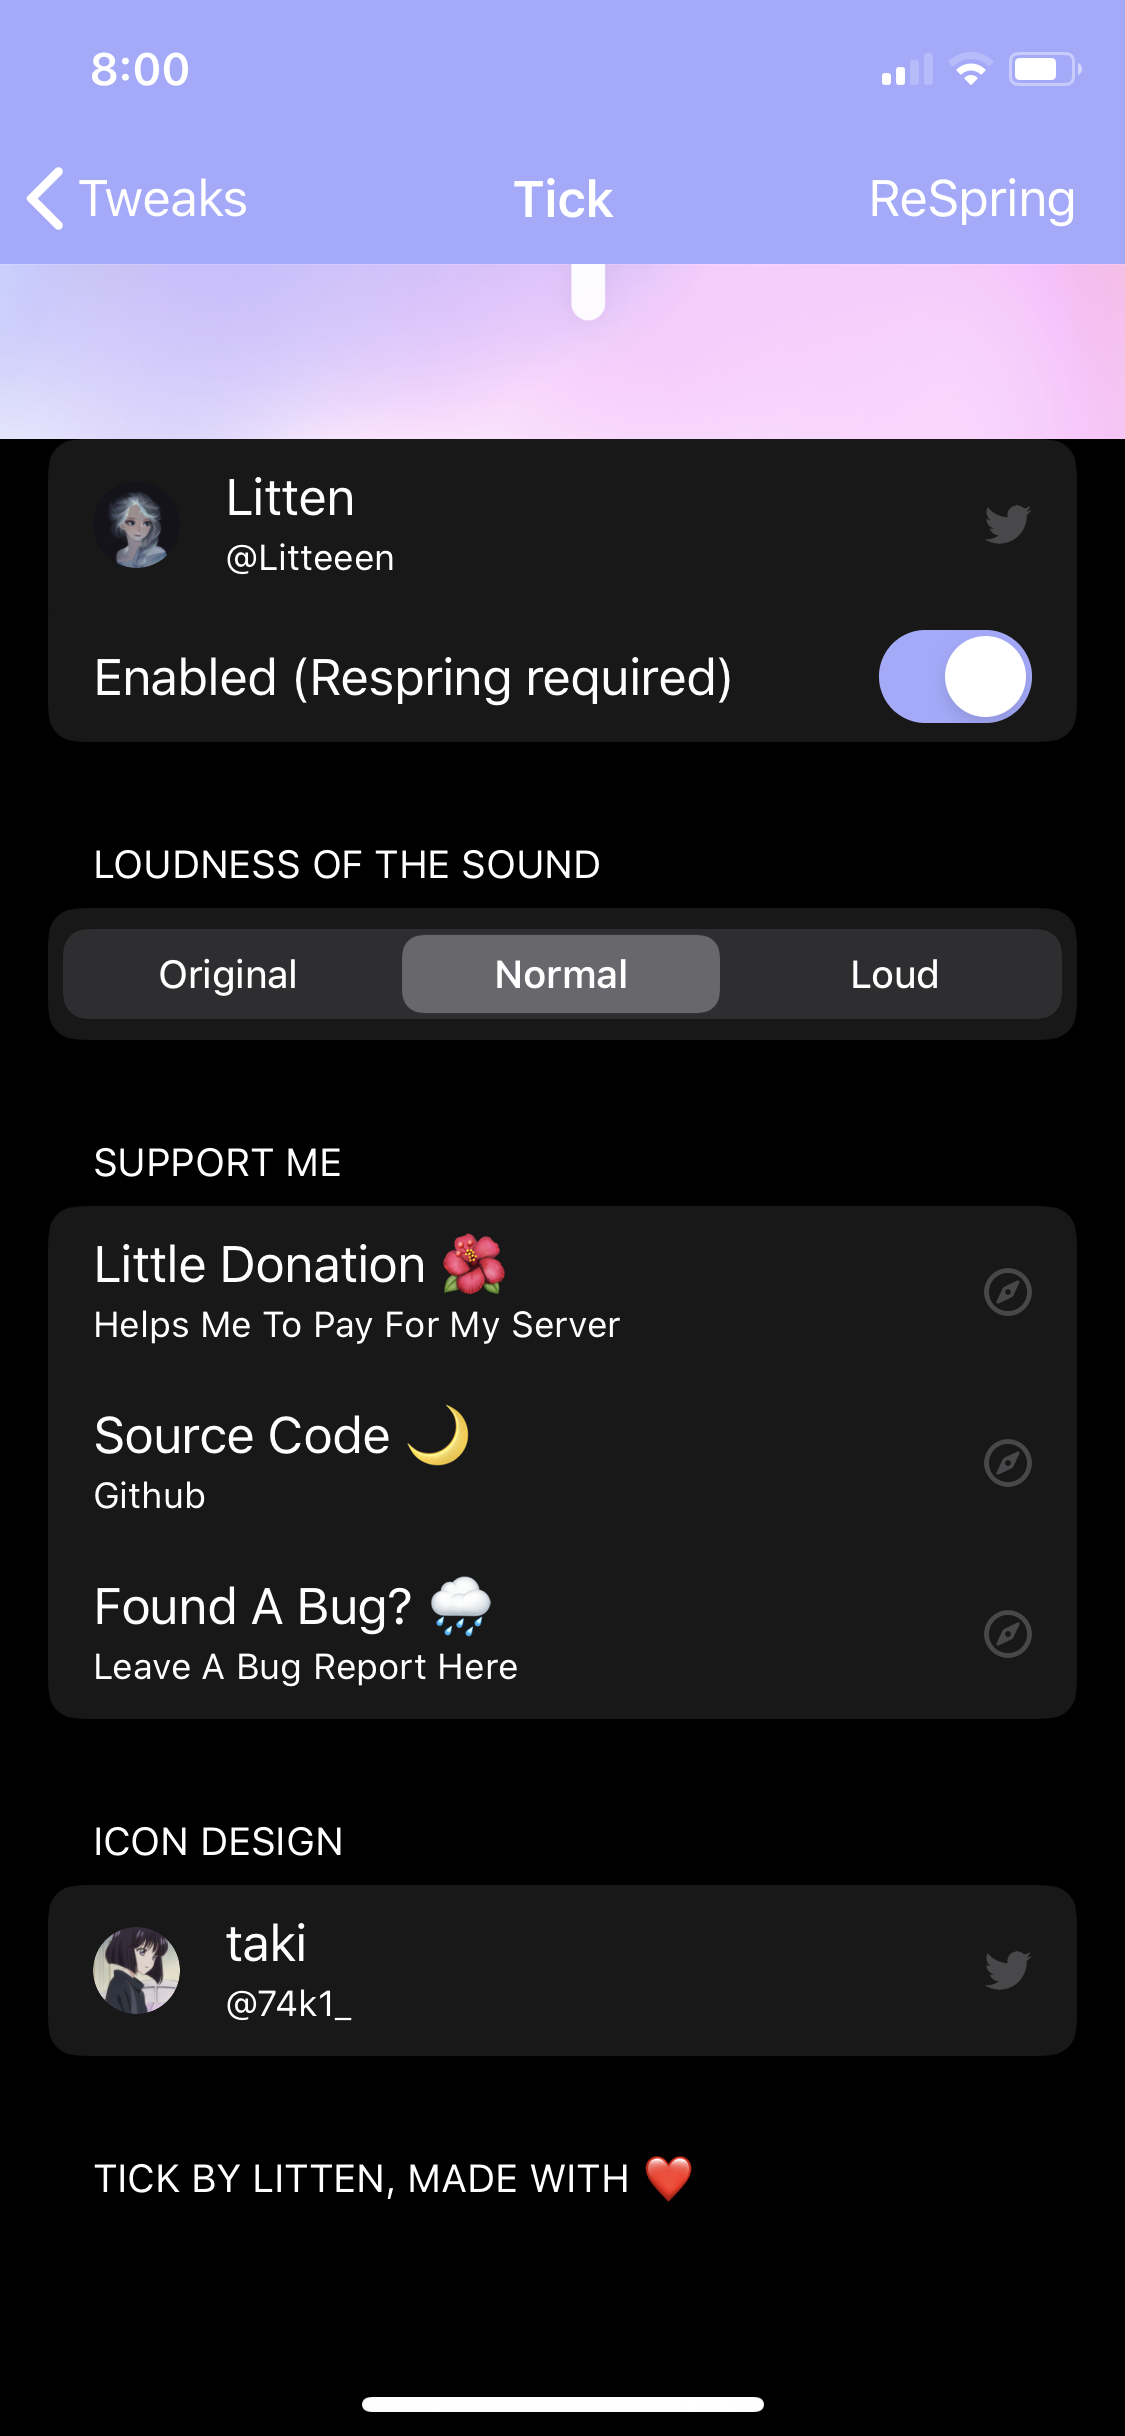 8:00
Tweaks
Tick
ReSpring
Litten
@Litteeen
Enabled (Respring required)
LOUDNESS OF THE SOUND
Original
Normal
Loud
SUPPORT ME
Little Donation 🌺
Helps Me To Pay For My Server
Source Code 🌙
Github
Found A Bug? 🌧️
Leave A Bug Report Here
ICON DESIGN
taki
@74k1_
TICK BY LITTEN, MADE WITH ❤️